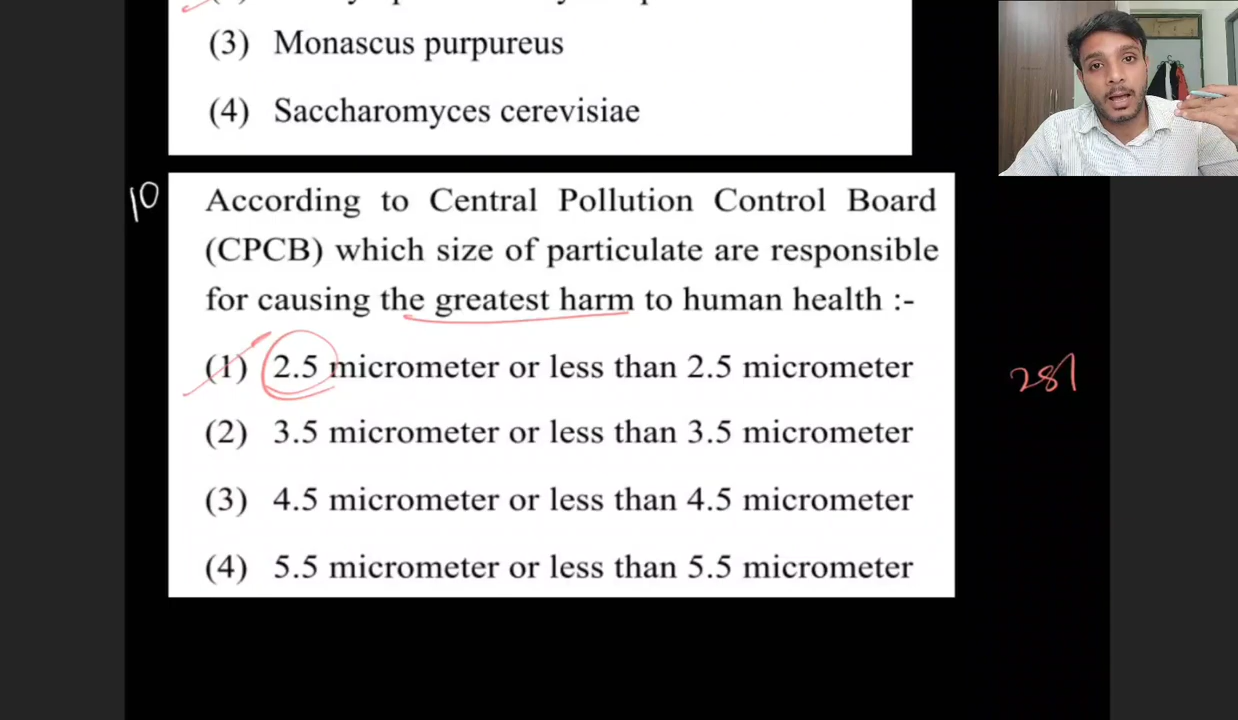 (3) Monascus purpureus
(4) Saccharomyces cerevisiae
10
According to Central Pollution Control Board
(CPCB) which size of particulate are responsible
for causing the greatest harm to human health :-
(1) 2.5 micrometer or less than 2.5 micrometer
281
(2) 3.5 micrometer or less than 3.5 micrometer
(3) 4.5 micrometer or less than 4.5 micrometer
(4) 5.5 micrometer or less than 5.5 micrometer